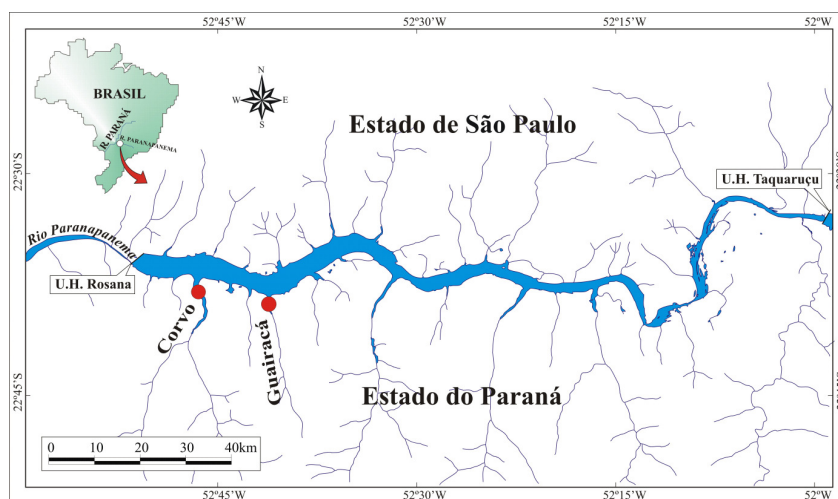 52°45'W 52°30'W 52°15'W 52°W
BRASIL
R. PARANÁ
R. PARANAPANEMA
N
W E
S
Estado de São Paulo
22°30'S
U.H. Taquaruçu
Rio Paranapanema
U.H. Rosana
Corvo
Guairacá
Estado do Paraná
22°45'S
0 10 20 30 40km
52°45'W 52°30'W 52°15'W 52°W